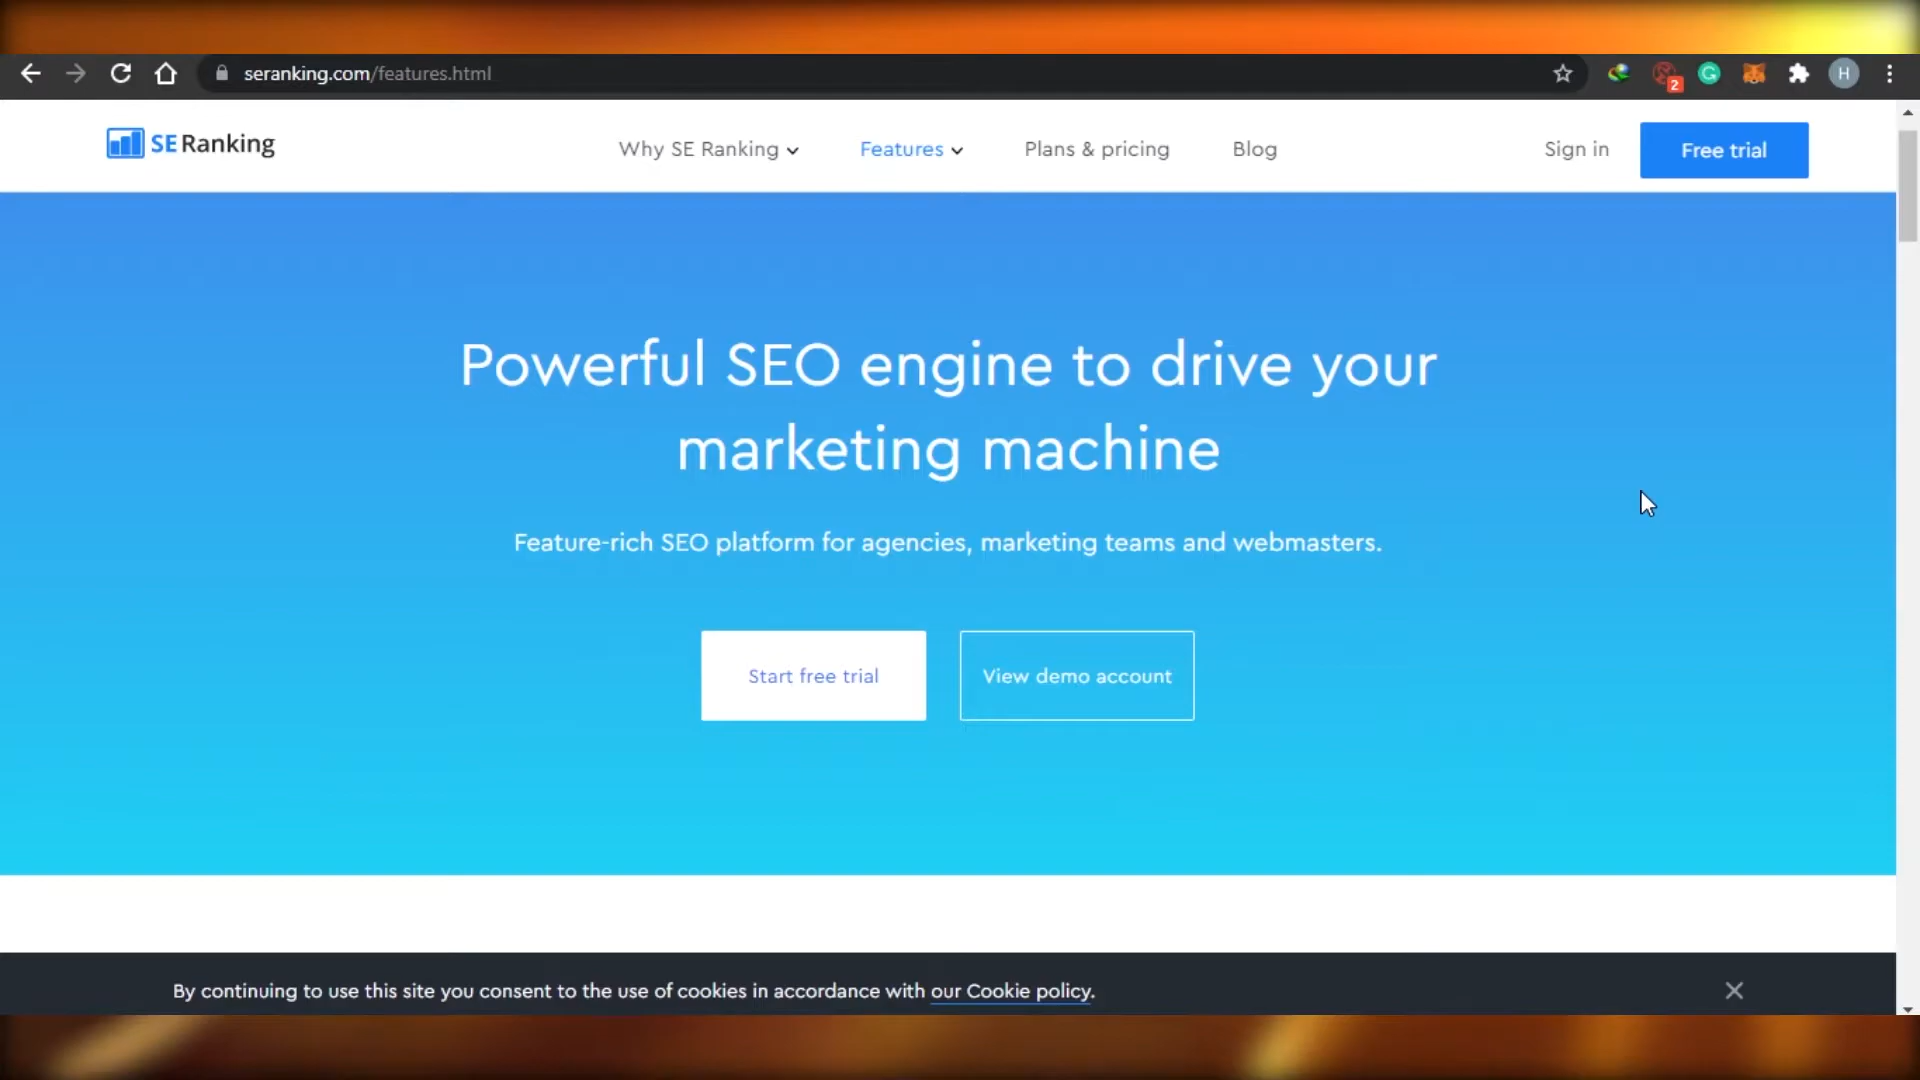 seranking.com/features.html
2
H
SE Ranking
Why SE Ranking
Features
Plans & pricing
Blog
Sign in
Free trial
Powerful SEO engine to drive your
marketing machine
Feature-rich SEO platform for agencies, marketing teams and webmasters.
Start free trial
View demo account
By continuing to use this site you consent to the use of cookies in accordance with our Cookie policy.